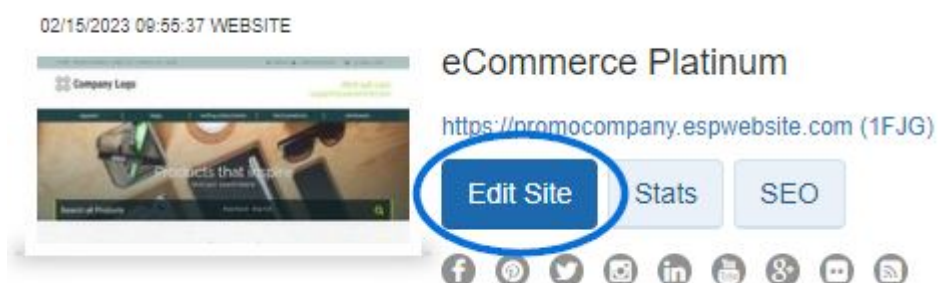 02/15/2023 09:55:37 WEBSITE
eCommerce Platinum
Company Logo
https://promocompany.espwebsite.com (1FJG)
Products that inspire
Edit Site
Stats
SEO
Search all Products